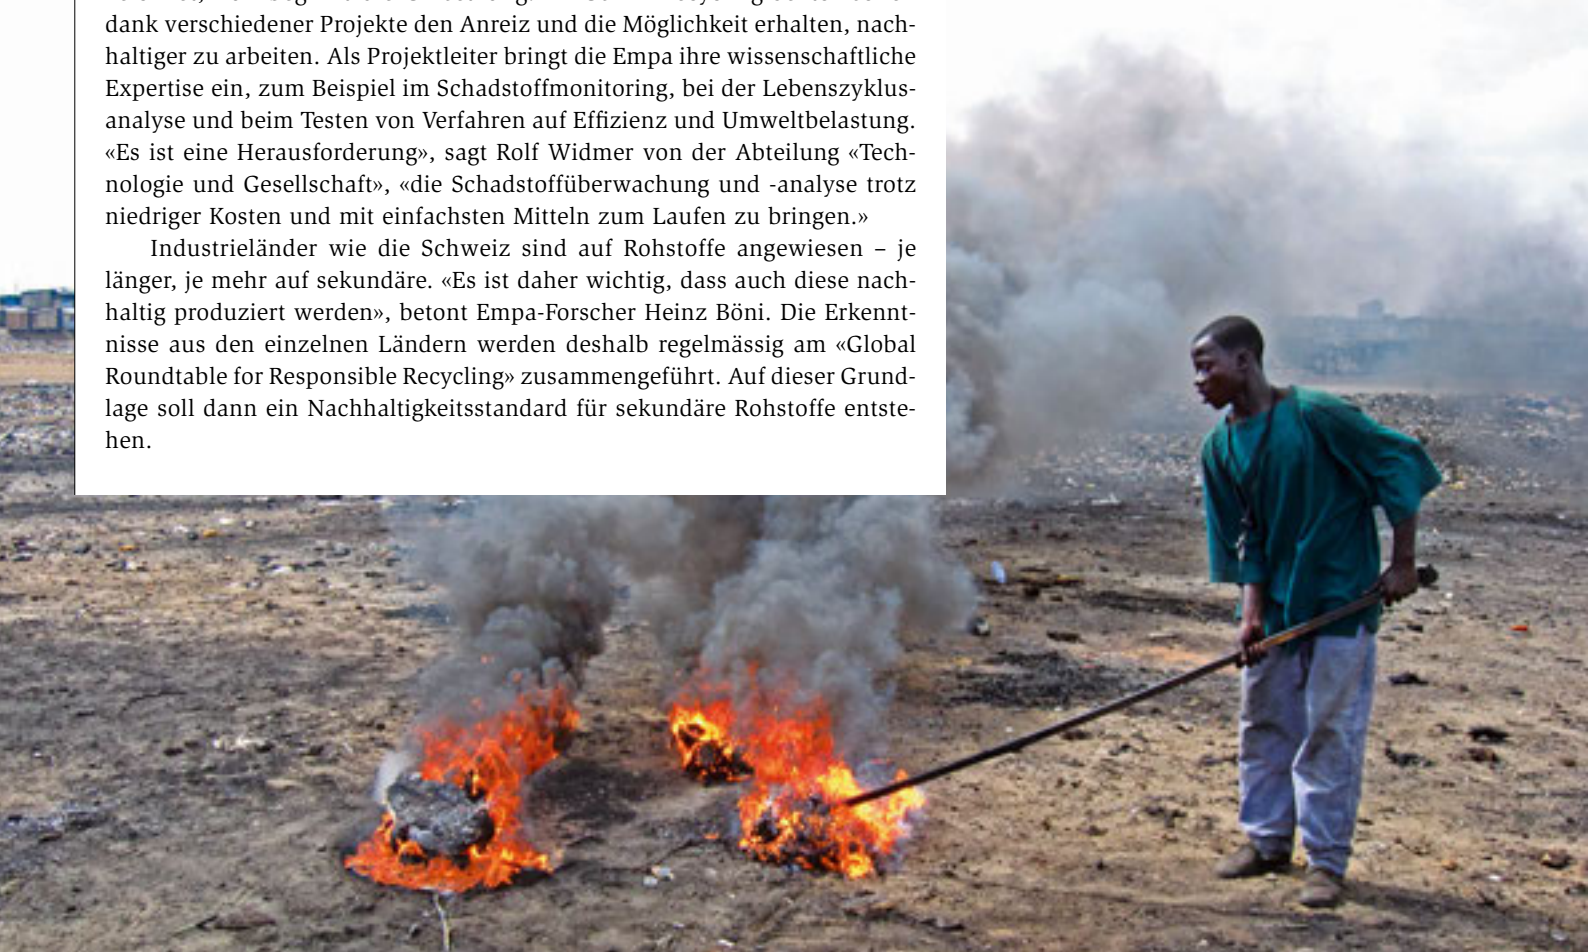 dank verschiedener Projekte den Anreiz und die Möglichkeit erhalten, nach-
haltiger zu arbeiten. Als Projektleiter bringt die Empa ihre wissenschaftliche
Expertise ein, zum Beispiel im Schadstoffmonitoring, bei der Lebenszyklus-
analyse und beim Testen von Verfahren auf Effizienz und Umweltbelastung.
«Es ist eine Herausforderung», sagt Rolf Widmer von der Abteilung «Tech-
nologie und Gesellschaft», «die Schadstoffüberwachung und -analyse trotz
niedriger Kosten und mit einfachsten Mitteln zum Laufen zu bringen.»
Industrieländer wie die Schweiz sind auf Rohstoffe angewiesen – je
länger, je mehr auf sekundäre. «Es ist daher wichtig, dass auch diese nach-
haltig produziert werden», betont Empa-Forscher Heinz Böni. Die Erkennt-
nisse aus den einzelnen Ländern werden deshalb regelmässig am «Global
Roundtable for Responsible Recycling» zusammengeführt. Auf dieser Grund-
lage soll dann ein Nachhaltigkeitsstandard für sekundäre Rohstoffe entste-
hen.